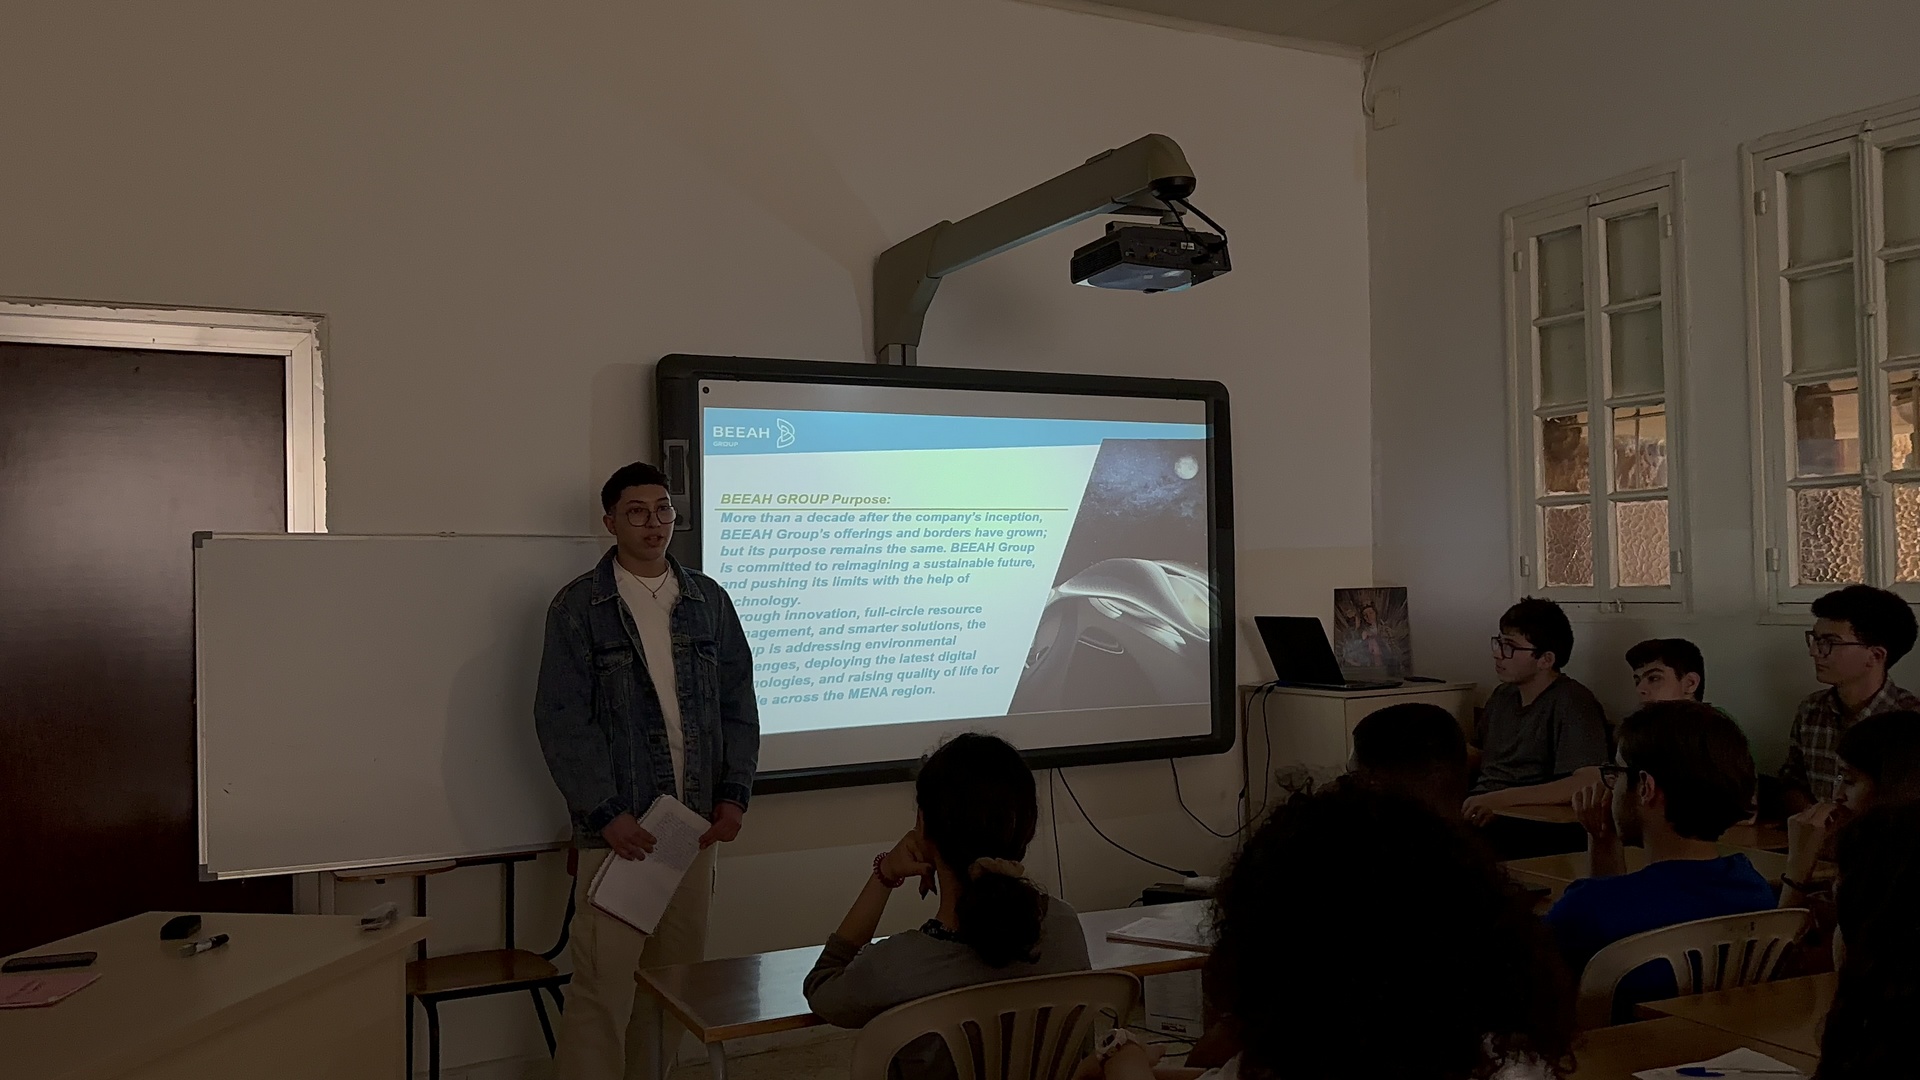 BEEAH
GROUP
BEEAH GROUP Purpose:
More than a decade after the company's inception,
BEEAH Group's offerings and borders have grown;
but its purpose remains the same. BEEAH Group
is committed to reimagining a sustainable future,
and pushing its limits with the help of
chnology.
rough innovation, full-circle resource
nagement, and smarter solutions, the
up is addressing environmental
enges, deploying the latest digital
nologies, and raising quality of life for
le across the MENA region.